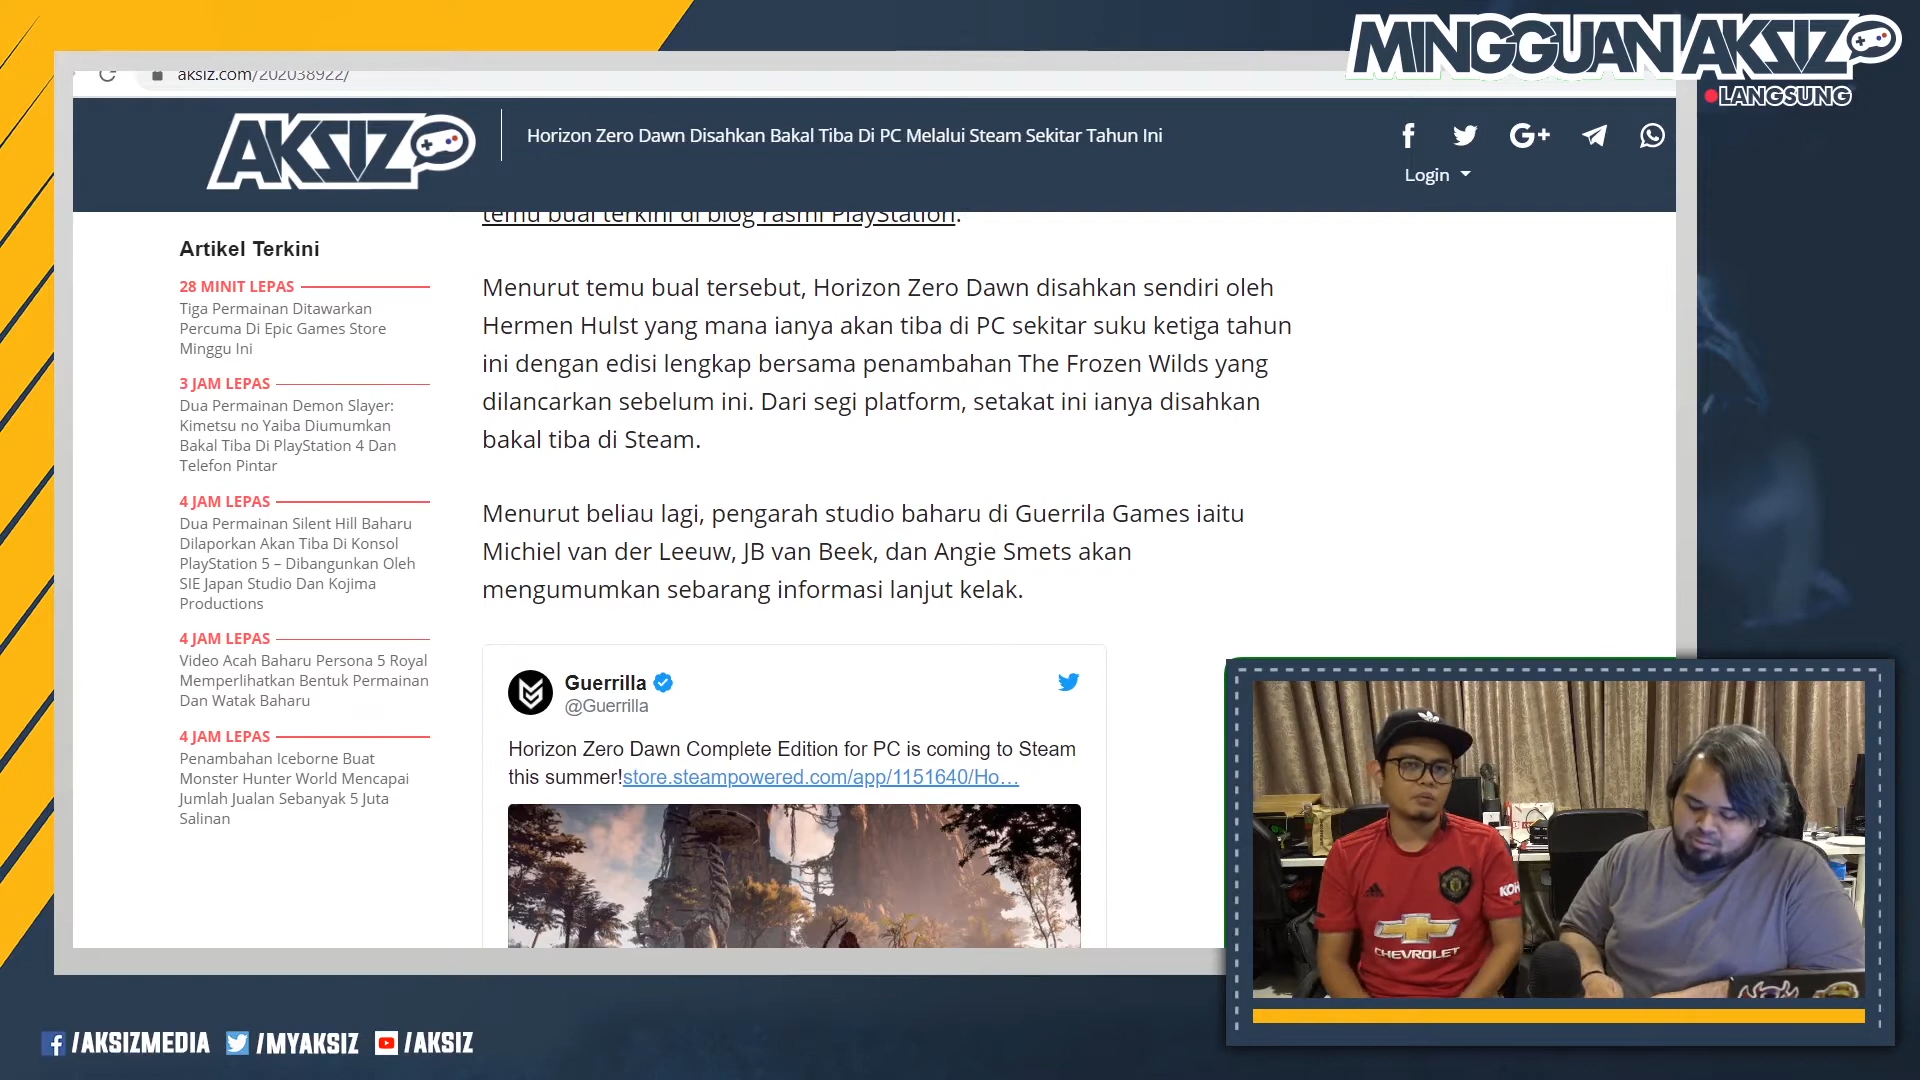 MINGGUAN AKSIZ
LANGSUNG
aksiz.com/202038922/
AKSIZ
Horizon Zero Dawn Disahkan Bakal Tiba Di PC Melalui Steam Sekitar Tahun Ini
Login
temu bual terkini di blog rasmi PlayStation.
Artikel Terkini
28 MINIT LEPAS
Tiga Permainan Ditawarkan
Percuma Di Epic Games Store
Minggu Ini
3 JAM LEPAS
Dua Permainan Demon Slayer:
Kimetsu no Yaiba Diumumkan
Bakal Tiba Di PlayStation 4 Dan
Telefon Pintar
4 JAM LEPAS
Dua Permainan Silent Hill Baharu
Dilaporkan Akan Tiba Di Konsol
PlayStation 5 – Dibangunkan Oleh
SIE Japan Studio Dan Kojima
Productions
4 JAM LEPAS
Video Acah Baharu Persona 5 Royal
Memperlihatkan Bentuk Permainan
Dan Watak Baharu
4 JAM LEPAS
Penambahan Iceborne Buat
Monster Hunter World Mencapai
Jumlah Jualan Sebanyak 5 Juta
Salinan
Menurut temu bual tersebut, Horizon Zero Dawn disahkan sendiri oleh
Hermen Hulst yang mana ianya akan tiba di PC sekitar suku ketiga tahun
ini dengan edisi lengkap bersama penambahan The Frozen Wilds yang
dilancarkan sebelum ini. Dari segi platform, setakat ini ianya disahkan
bakal tiba di Steam.
Menurut beliau lagi, pengarah studio baharu di Guerrila Games iaitu
Michiel van der Leeuw, JB van Beek, dan Angie Smets akan
mengumumkan sebarang informasi lanjut kelak.
Guerrilla
@Guerrilla
Horizon Zero Dawn Complete Edition for PC is coming to Steam
this summer!store.steampowered.com/app/1151640/Ho…
CHEVROLET
/AKSIZMEDIA /MYAKSIZ /AKSIZ